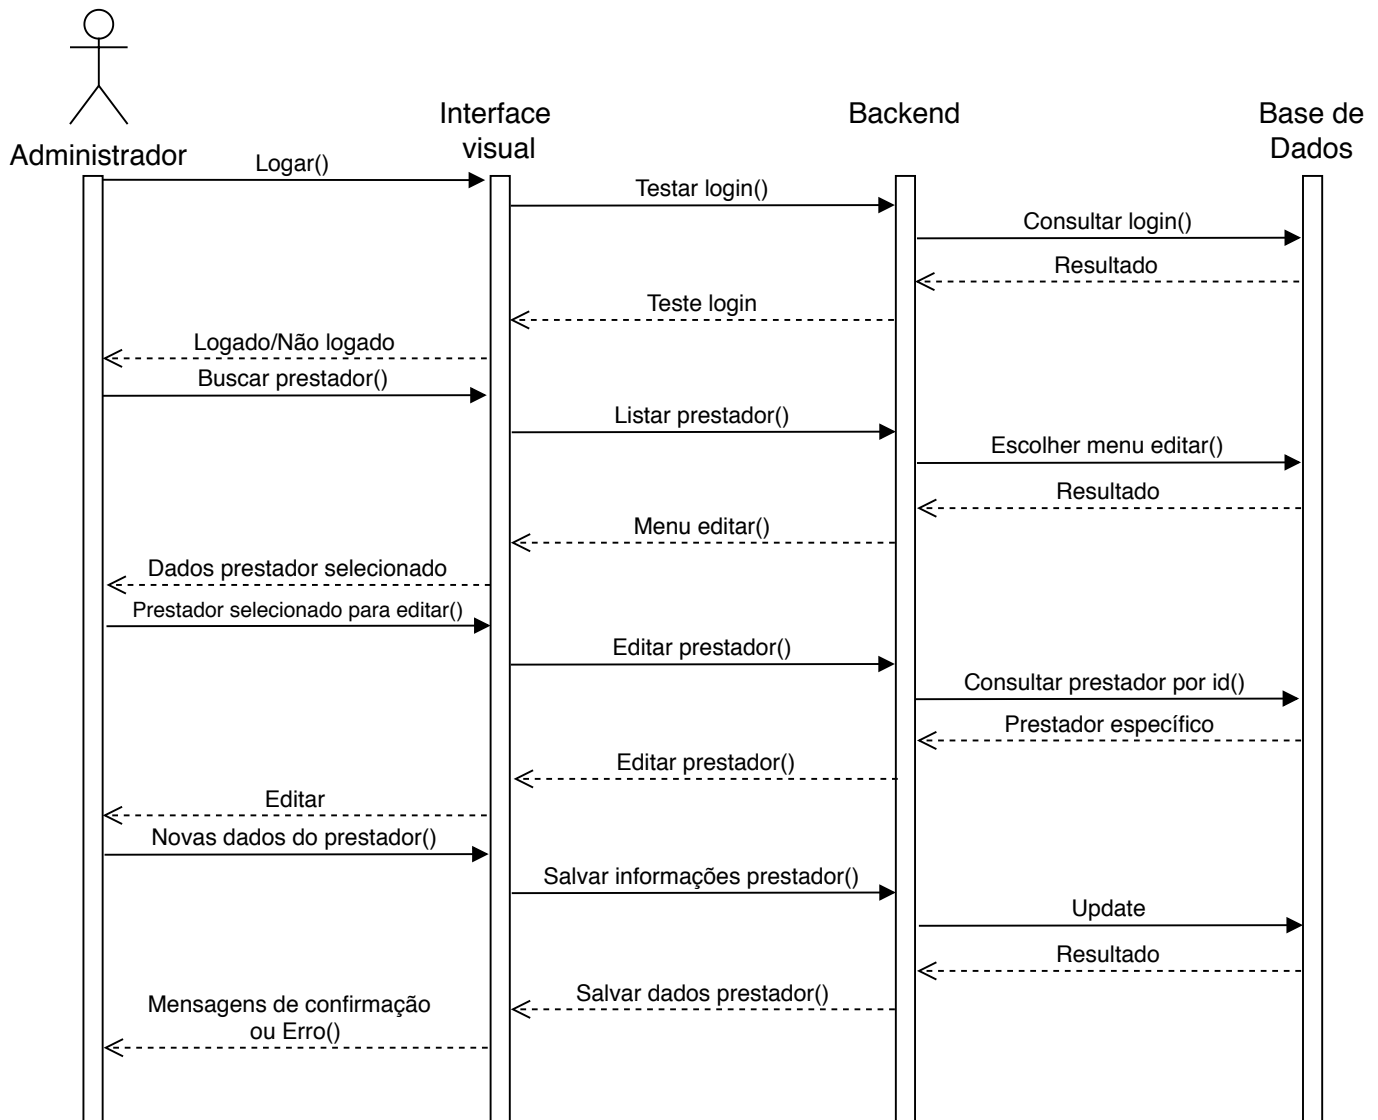 Interface
visual
Backend
Base de
Dados
Administrador
Logar()
Testar login()
Consultar login()
Resultado
Teste login
Logado/Não logado
Buscar prestador()
Listar prestador()
Escolher menu editar()
Resultado
Menu editar()
Dados prestador selecionado
Prestador selecionado para editar()
Editar prestador()
Consultar prestador por id()
Prestador específico
Editar prestador()
Editar
Novas dados do prestador()
Salvar informações prestador()
Update
Resultado
Salvar dados prestador()
Mensagens de confirmação
ou Erro()